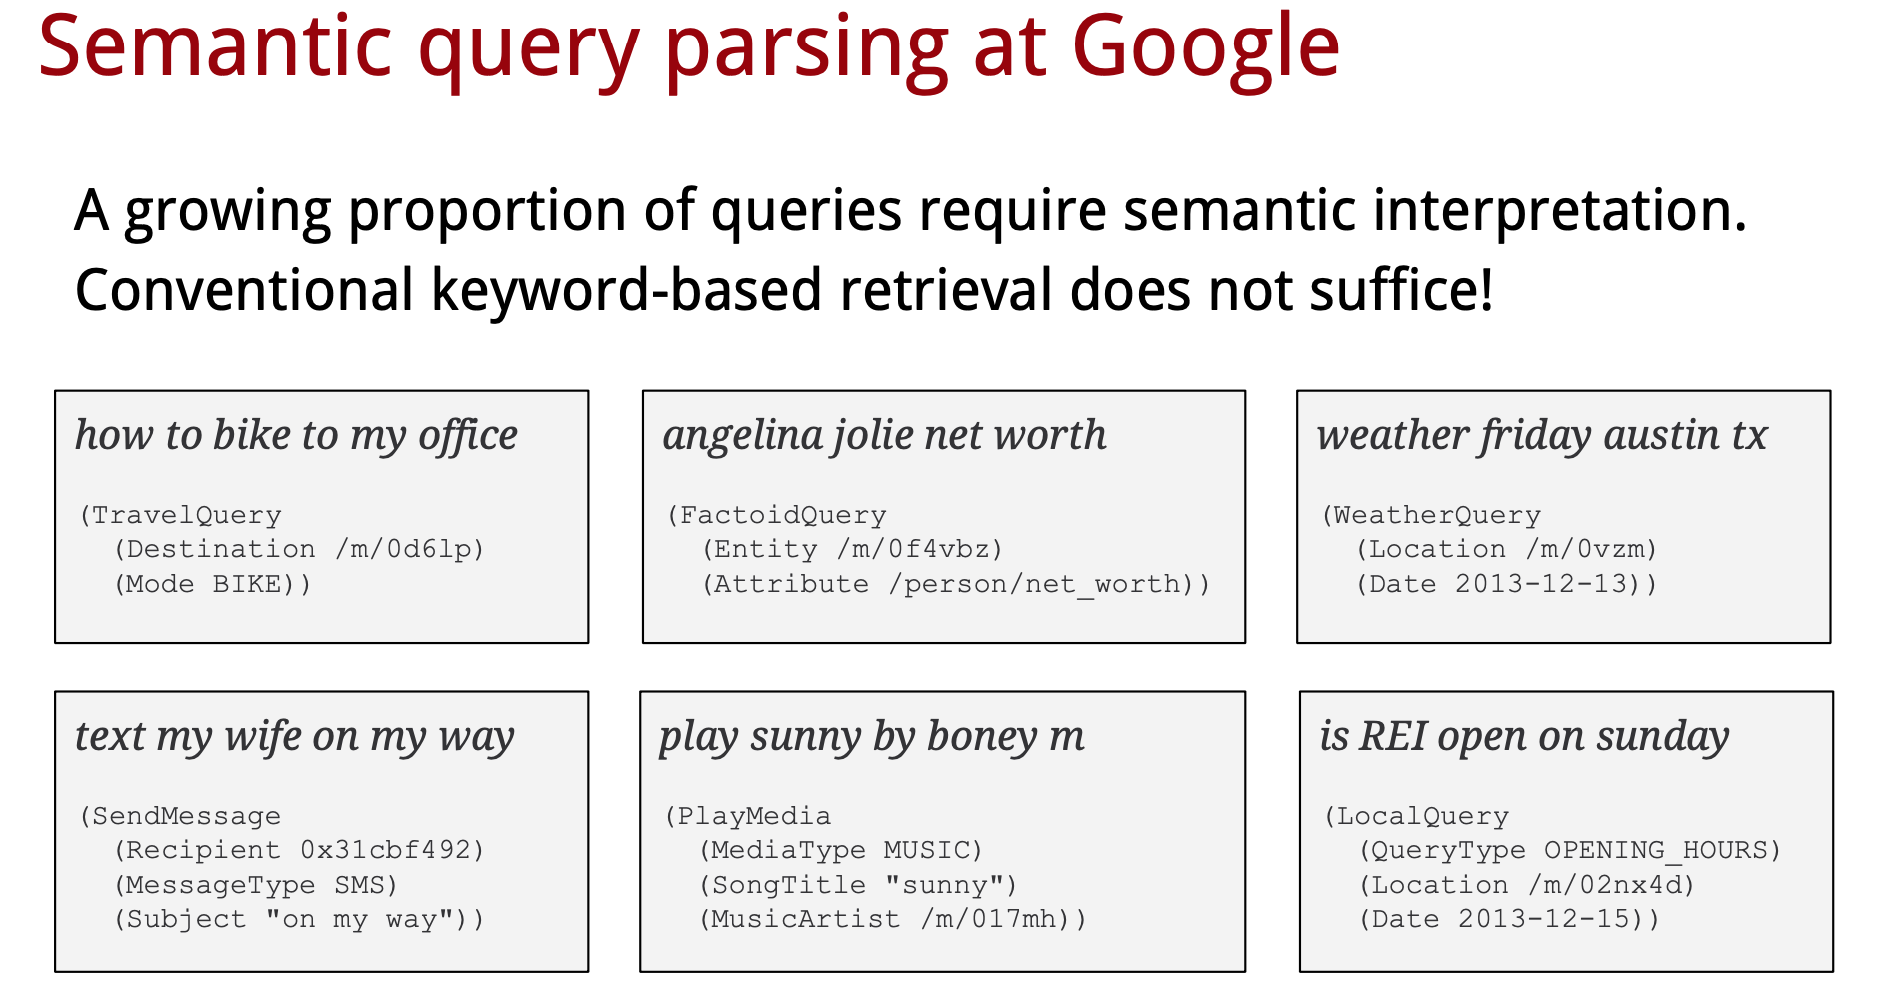 Semantic query parsing at Google
A growing proportion of queries require semantic interpretation.
Conventional keyword-based retrieval does not suffice!
how to bike to my office
(TravelQuery
(Destination /m/0d6lp)
(Mode BIKE))
angelina jolie net worth
(FactoidQuery
(Entity /m/0f4vbz)
(Attribute /person/net_worth))
weather friday austin tx
(WeatherQuery
(Location /m/0vzm)
(Date 2013-12-13))
text my wife on my way
(SendMessage
(Recipient 0x31cbf492)
(MessageType SMS)
(Subject "on my way"))
play sunny by boney m
(PlayMedia
(MediaType MUSIC)
(SongTitle "sunny")
(MusicArtist /m/017mh))
is REI open on sunday
(LocalQuery
(QueryType OPENING_HOURS)
(Location /m/02nx4d)
(Date 2013-12-15))